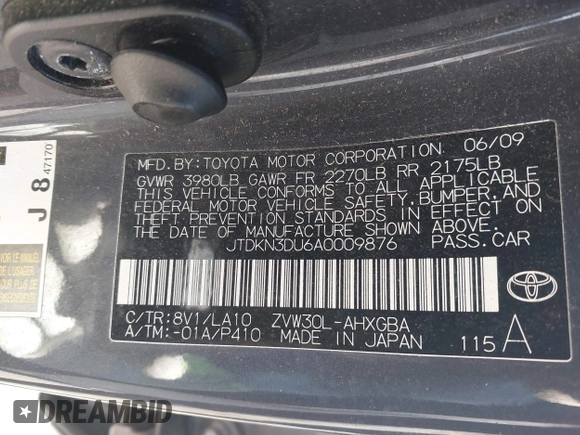 MFD.BY:TOYOTA MOTOR CORPORATION 06/09
GVWR 3980LB GAWR FR 2270LB RR 2175LB
THIS VEHICLE CONFORMS TO ALL APPLICABLE
FEDERAL MOTOR VEHICLE SAFETY,BUMPER,AND
THEFT PREVENTION STANDARDS IN EFFECT ON
THE DATE OF MANUFACTURE SHOWN ABOVE.
JTDKN3DU6A0009876 PASS.CAR
C/TR:8V1/LA10 ZVW30L-AHXGBA
A/TM:-01A/P410 MADE IN JAPAN 115 A
TOYOTA
J 8 47170
DREAMBID